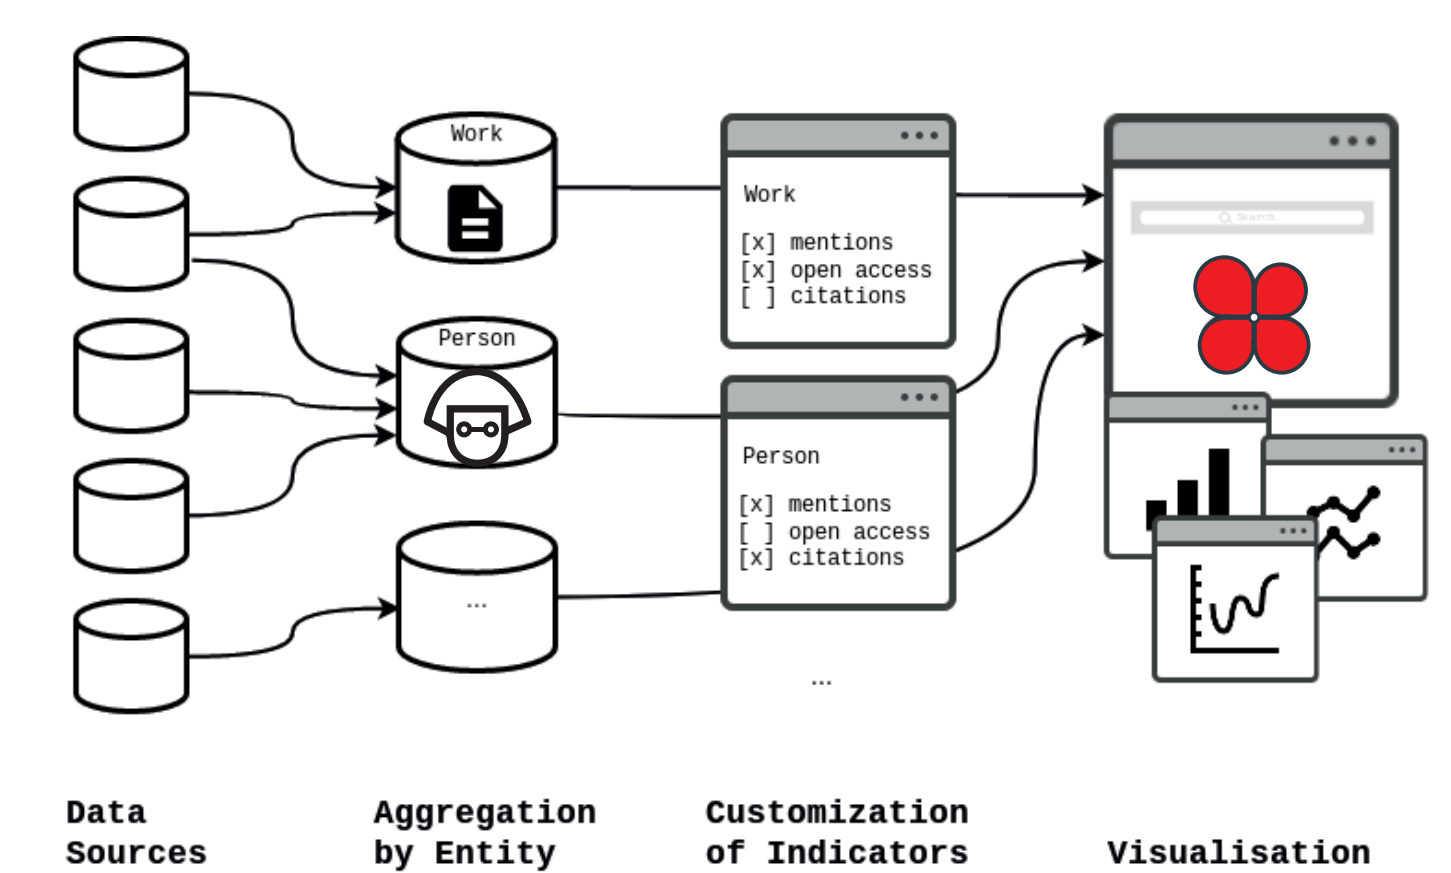 Work
Person
...
Work
[x] mentions
[x] open access
[ ] citations
Person
[x] mentions
[ ] open access
[x] citations
...
Search
Data
Sources
Aggregation
by Entity
Customization
of Indicators
Visualisation